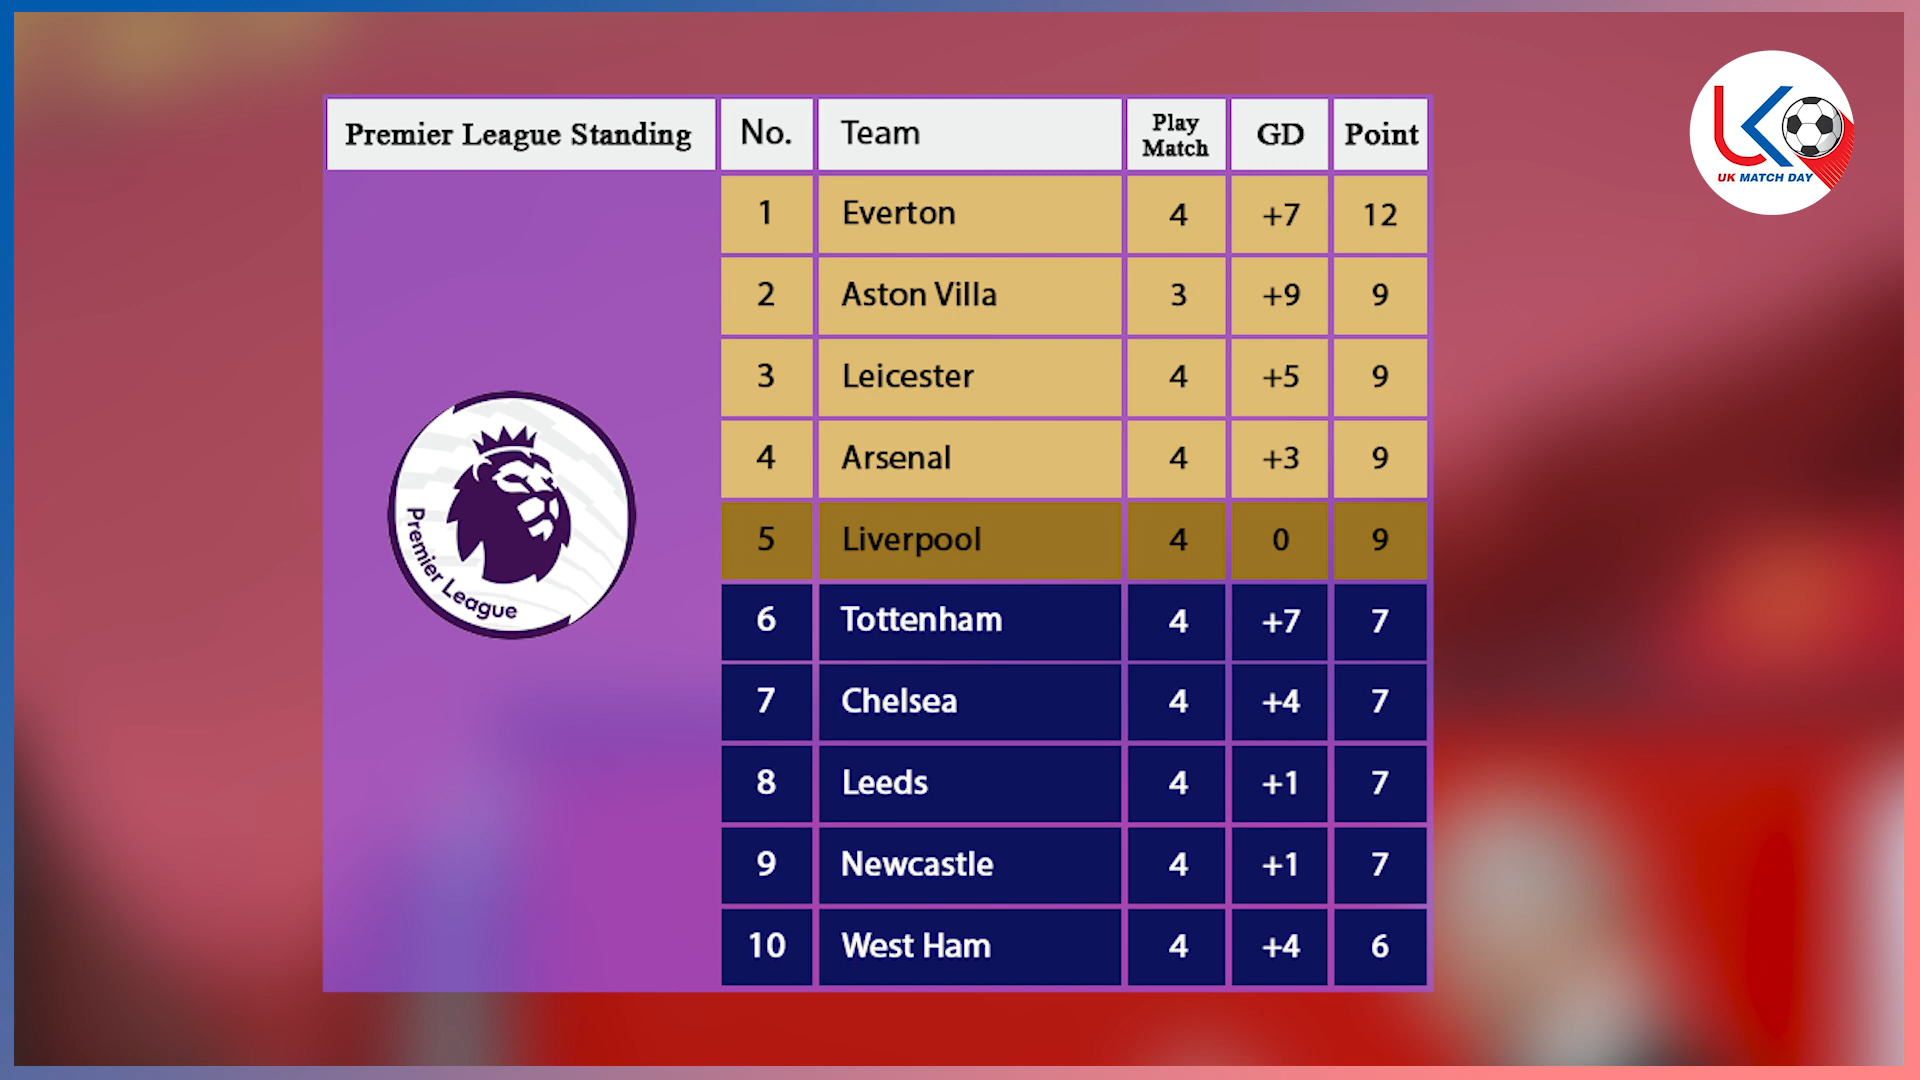 Premier League Standing No. Team Play Match GD Point
1 Everton 4 +7 12
2 Aston Villa 3 +9 9
3 Leicester 4 +5 9
4 Arsenal 4 +3 9
5 Liverpool 4 0 9
6 Tottenham 4 +7 7
7 Chelsea 4 +4 7
8 Leeds 4 +1 7
9 Newcastle 4 +1 7
10 West Ham 4 +4 6
Premier League
UK
UK MATCH DAY